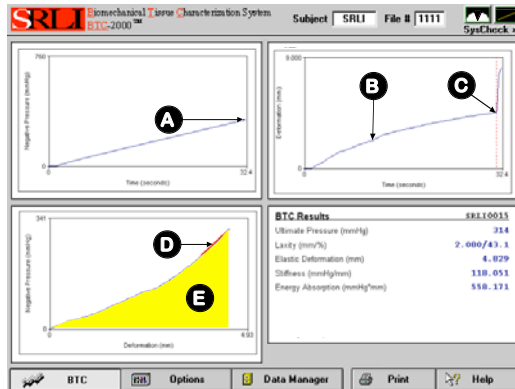 SRLI Biomechanical Tissue Characterization System
BTC-2000™
Subject SRLI File # 1111
SysCheck »
760
Negative Pressure (mmHg)
A
0
0
32.4
Time (seconds)
9.000
Deformation (mm)
B
C
0
0
32.4
Time (seconds)
341
Negative Pressure (mmHg)
D
E
0
0
6.93
Deformation (mm)
BTC Results SRLI0015
Ultimate Pressure (mmHg) 314
Laxity (mm/%) 2.000/43.1
Elastic Deformation (mm) 4.829
Stiffness (mmHg/mm) 118.051
Energy Absorption (mmHg*mm) 558.171
BTC Options Data Manager Print Help